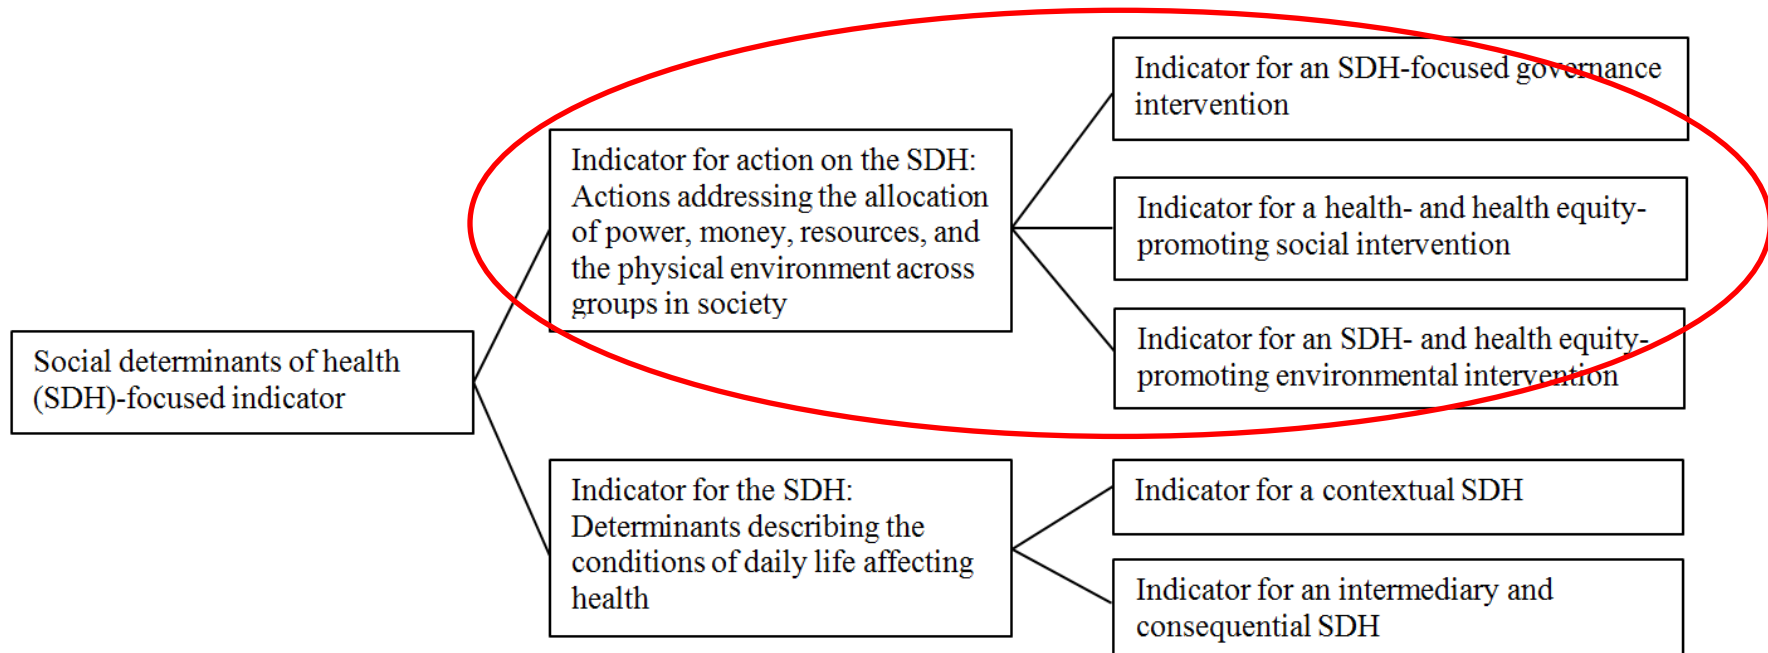 Social determinants of health
(SDH)-focused indicator
Indicator for action on the SDH:
Actions addressing the allocation
of power, money, resources, and
the physical environment across
groups in society
Indicator for an SDH-focused governance
intervention
Indicator for a health- and health equity-
promoting social intervention
Indicator for an SDH- and health equity-
promoting environmental intervention
Indicator for the SDH:
Determinants describing the
conditions of daily life affecting
health
Indicator for a contextual SDH
Indicator for an intermediary and
consequential SDH